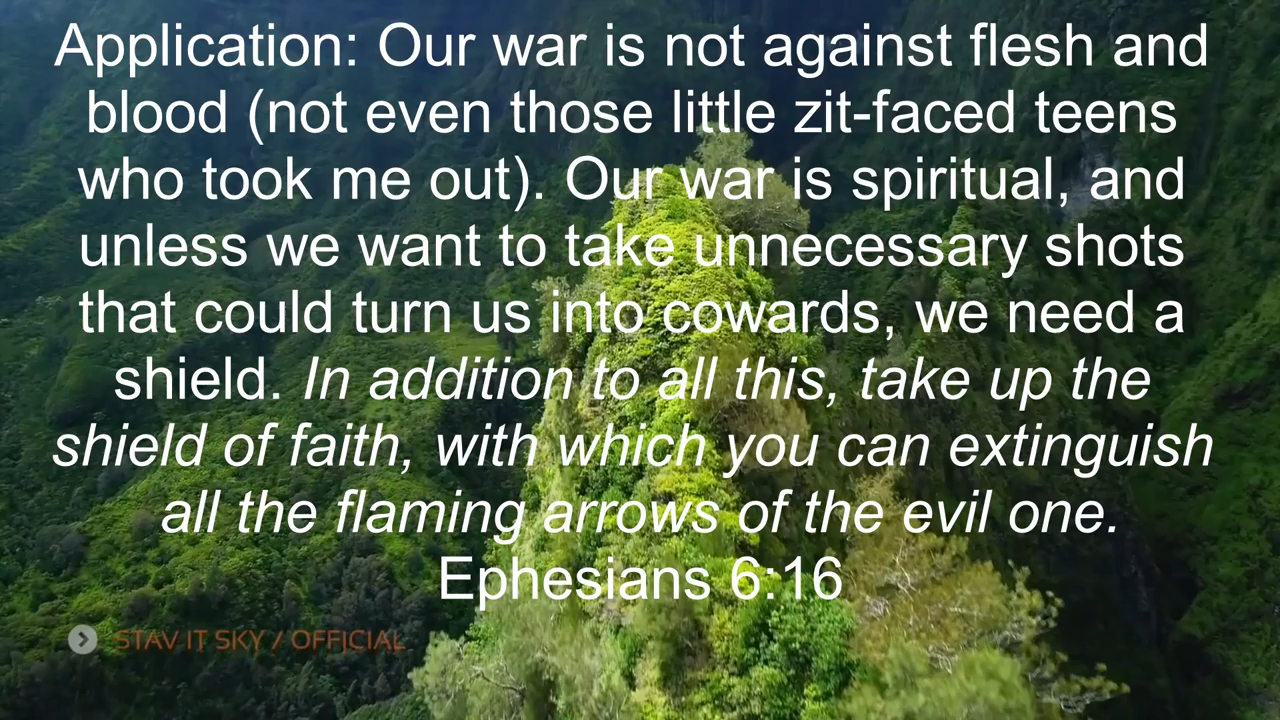 Application: Our war is not against flesh and
blood (not even those little zit-faced teens
who took me out). Our war is spiritual, and
unless we want to take unnecessary shots
that could turn us into cowards, we need a
shield. In addition to all this, take up the
shield of faith, with which you can extinguish
all the flaming arrows of the evil one.
Ephesians 6:16
STAV IT SKY / OFFICIAL